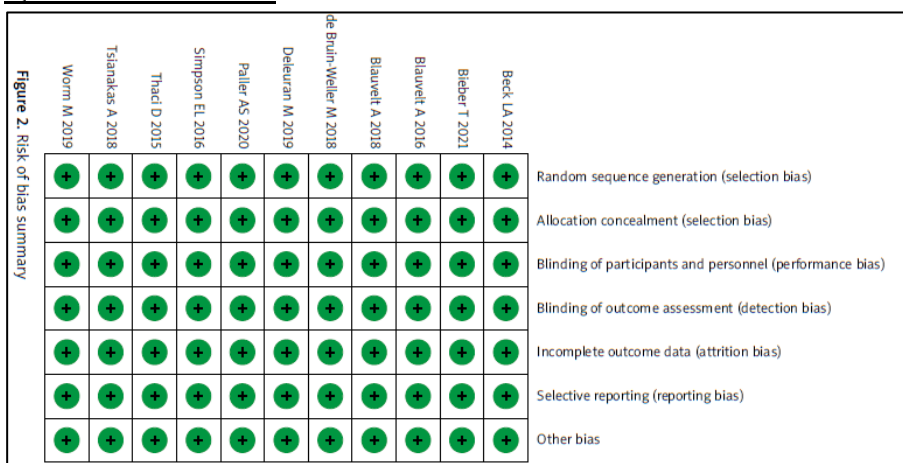 Beck LA 2014
Bieber T 2021
Blauvelt A 2016
Blauvelt A 2018
de Bruin-Weller M 2018
Deleuran M 2019
Paller AS 2020
Simpson EL 2016
Thaci D 2015
Tsianakas A 2018
Worm M 2019
Random sequence generation (selection bias)
+ + + + + + + + + + +
Allocation concealment (selection bias)
+ + + + + + + + + + +
Blinding of participants and personnel (performance bias)
+ + + + + + + + + + +
Blinding of outcome assessment (detection bias)
+ + + + + + + + + + +
Incomplete outcome data (attrition bias)
+ + + + + + + + + + +
Selective reporting (reporting bias)
+ + + + + + + + + + +
Other bias
+ + + + + + + + + + +
Figure 2. Risk of bias summary